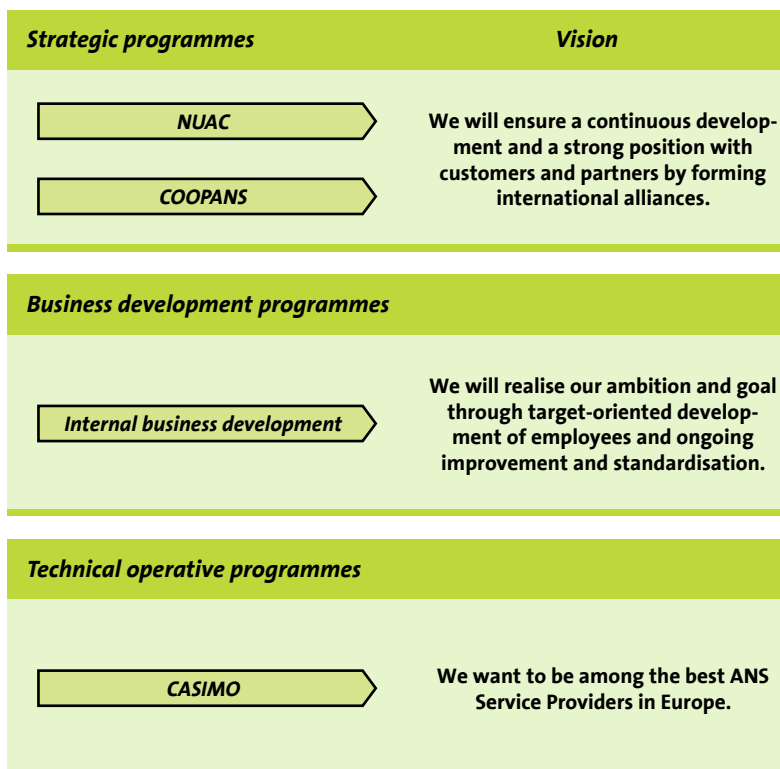 Strategic programmes
Vision
NUAC
COOPANS
We will ensure a continuous develop-
ment and a strong position with
customers and partners by forming
international alliances.
Business development programmes
Internal business development
We will realise our ambition and goal
through target-oriented develop-
ment of employees and ongoing
improvement and standardisation.
Technical operative programmes
CASIMO
We want to be among the best ANS
Service Providers in Europe.